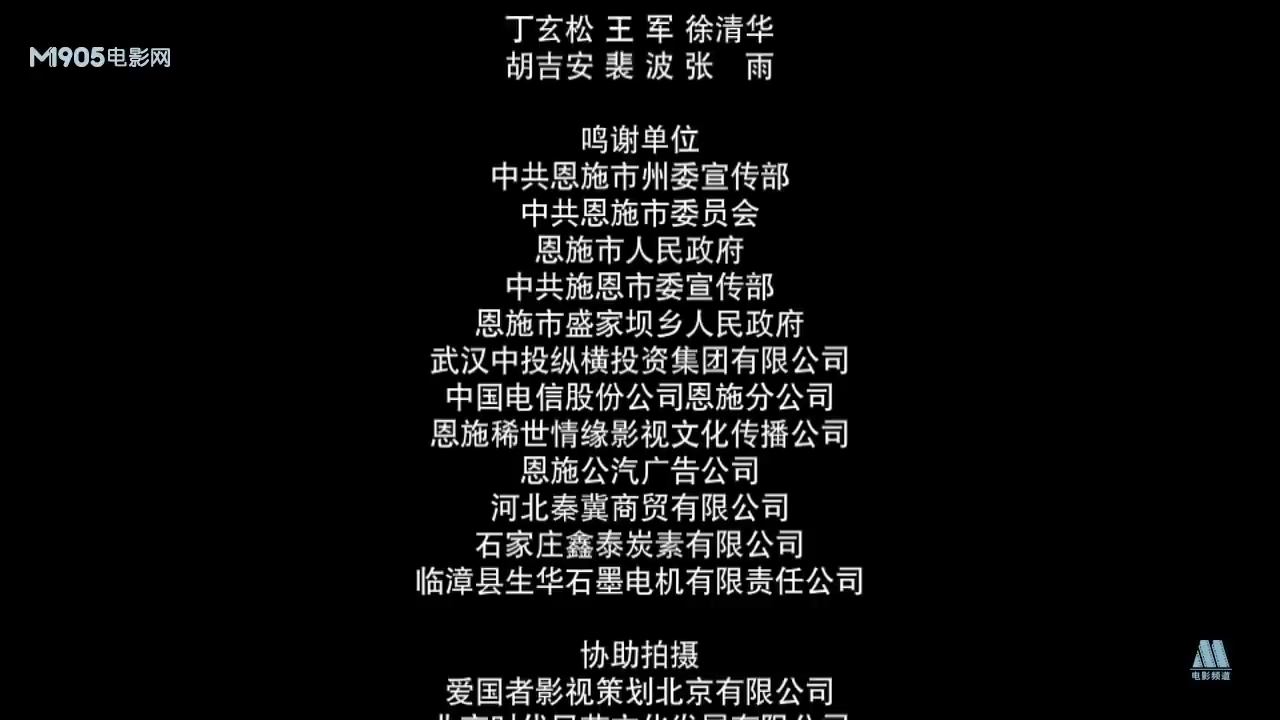 丁玄松 王 军 徐清华
M1905电影网
胡吉安 裴 波 张 雨
鸣谢单位
中共恩施市州委宣传部
中共恩施市委员会
恩施市人民政府
中共施恩市委宣传部
恩施市盛家坝乡人民政府
武汉中投纵横投资集团有限公司
中国电信股份公司恩施分公司
恩施稀世情缘影视文化传播公司
恩施公汽广告公司
河北秦冀商贸有限公司
石家庄鑫泰炭素有限公司
临漳县生华石墨电机有限责任公司
协助拍摄
电影频道
爱国者影视策划北京有限公司